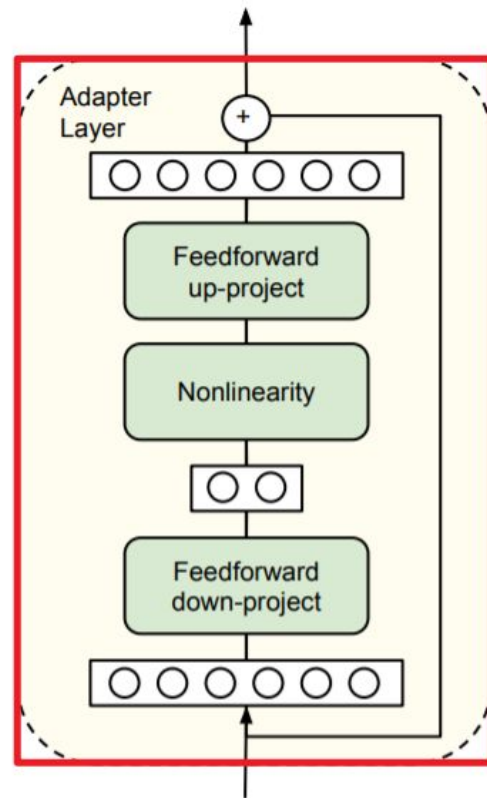 Adapter
Layer
+
Feedforward
up-project
Nonlinearity
Feedforward
down-project